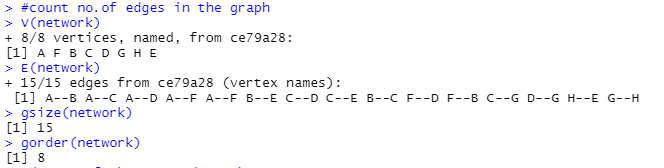 > #count no.of edges in the graph
> V(network)
+ 8/8 vertices, named, from ce79a28:
[1] A F B C D G H E
> E(network)
+ 15/15 edges from ce79a28 (vertex names):
[1] A--B A--C A--D A--F A--F B--E C--D C--E B--C F--D F--B C--G D--G H--E G--H
> gsize(network)
[1] 15
> gorder(network)
[1] 8